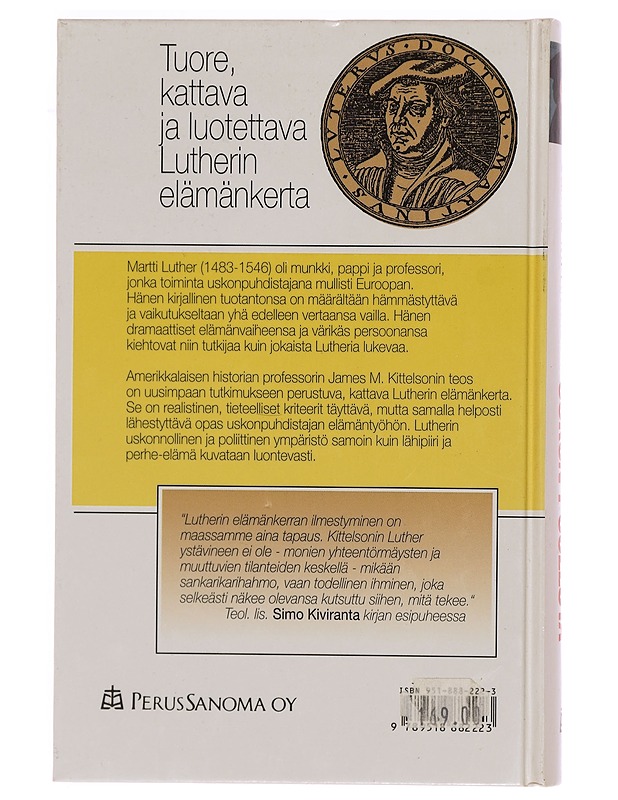 Tuore,
kattava
ja luotettava
Lutherin
elämänkerta
MARTINUS · LUTERVS · DOCTOR ·
Martti Luther (1483-1546) oli munkki, pappi ja professori,
jonka toiminta uskonpuhdistajana mullisti Euroopan.
Hänen kirjallinen tuotantonsa on määrältään hämmästyttävä
ja vaikutukseltaan yhä edelleen vertaansa vailla. Hänen
dramaattiset elämänvaiheensa ja värikäs persoonansa
kiehtovat niin tutkijaa kuin jokaista Lutheria lukevaa.
Amerikkalaisen historian professorin James M. Kittelsonin teos
on uusimpaan tutkimukseen perustuva, kattava Lutherin elämänkerta.
Se on realistinen, tieteelliset kriteerit täyttävä, mutta samalla helposti
lähestyttävä opas uskonpuhdistajan elämäntyöhön. Lutherin
uskonnollinen ja poliittinen ympäristö samoin kuin lähipiiri ja
perhe-elämä kuvataan luontevasti.
"Lutherin elämänkerran ilmestyminen on
maassamme aina tapaus. Kittelsonin Luther
ystävineen ei ole - monien yhteentörmäysten ja
muuttuvien tilanteiden keskellä - mikään
sankarikarihahmo, vaan todellinen ihminen, joka
selkeästi näkee olevansa kutsuttu siihen, mitä tekee."
Teol. lis. Simo Kiviranta kirjan esipuheessa
PERUSSANOMA OY
ISBN 951-888-222-3
149.00
9 789518 882223